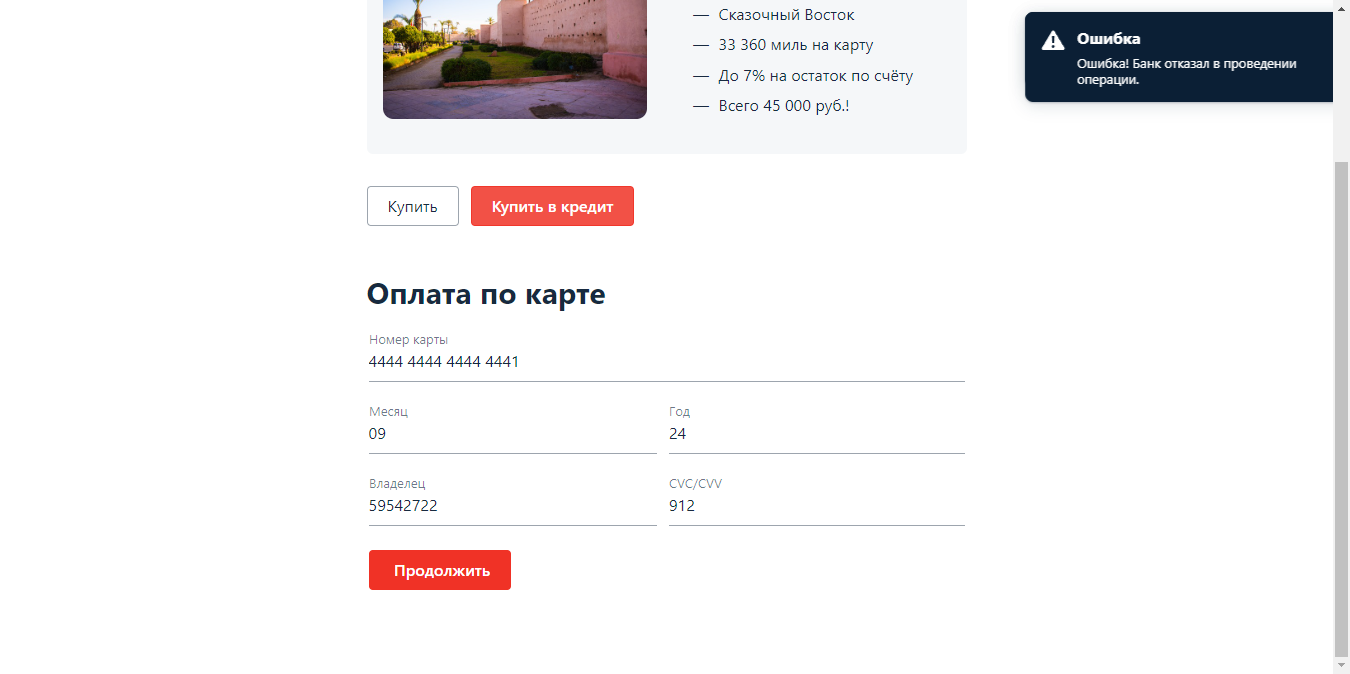 — Сказочный Восток
— 33 360 миль на карту
— До 7% на остаток по счёту
— Всего 45 000 руб.!
Ошибка
Ошибка! Банк отказал в проведении
операции.
Купить
Купить в кредит
Оплата по карте
Номер карты
4444 4444 4444 4441
Месяц
09
Год
24
Владелец
59542722
CVC/CVV
912
Продолжить